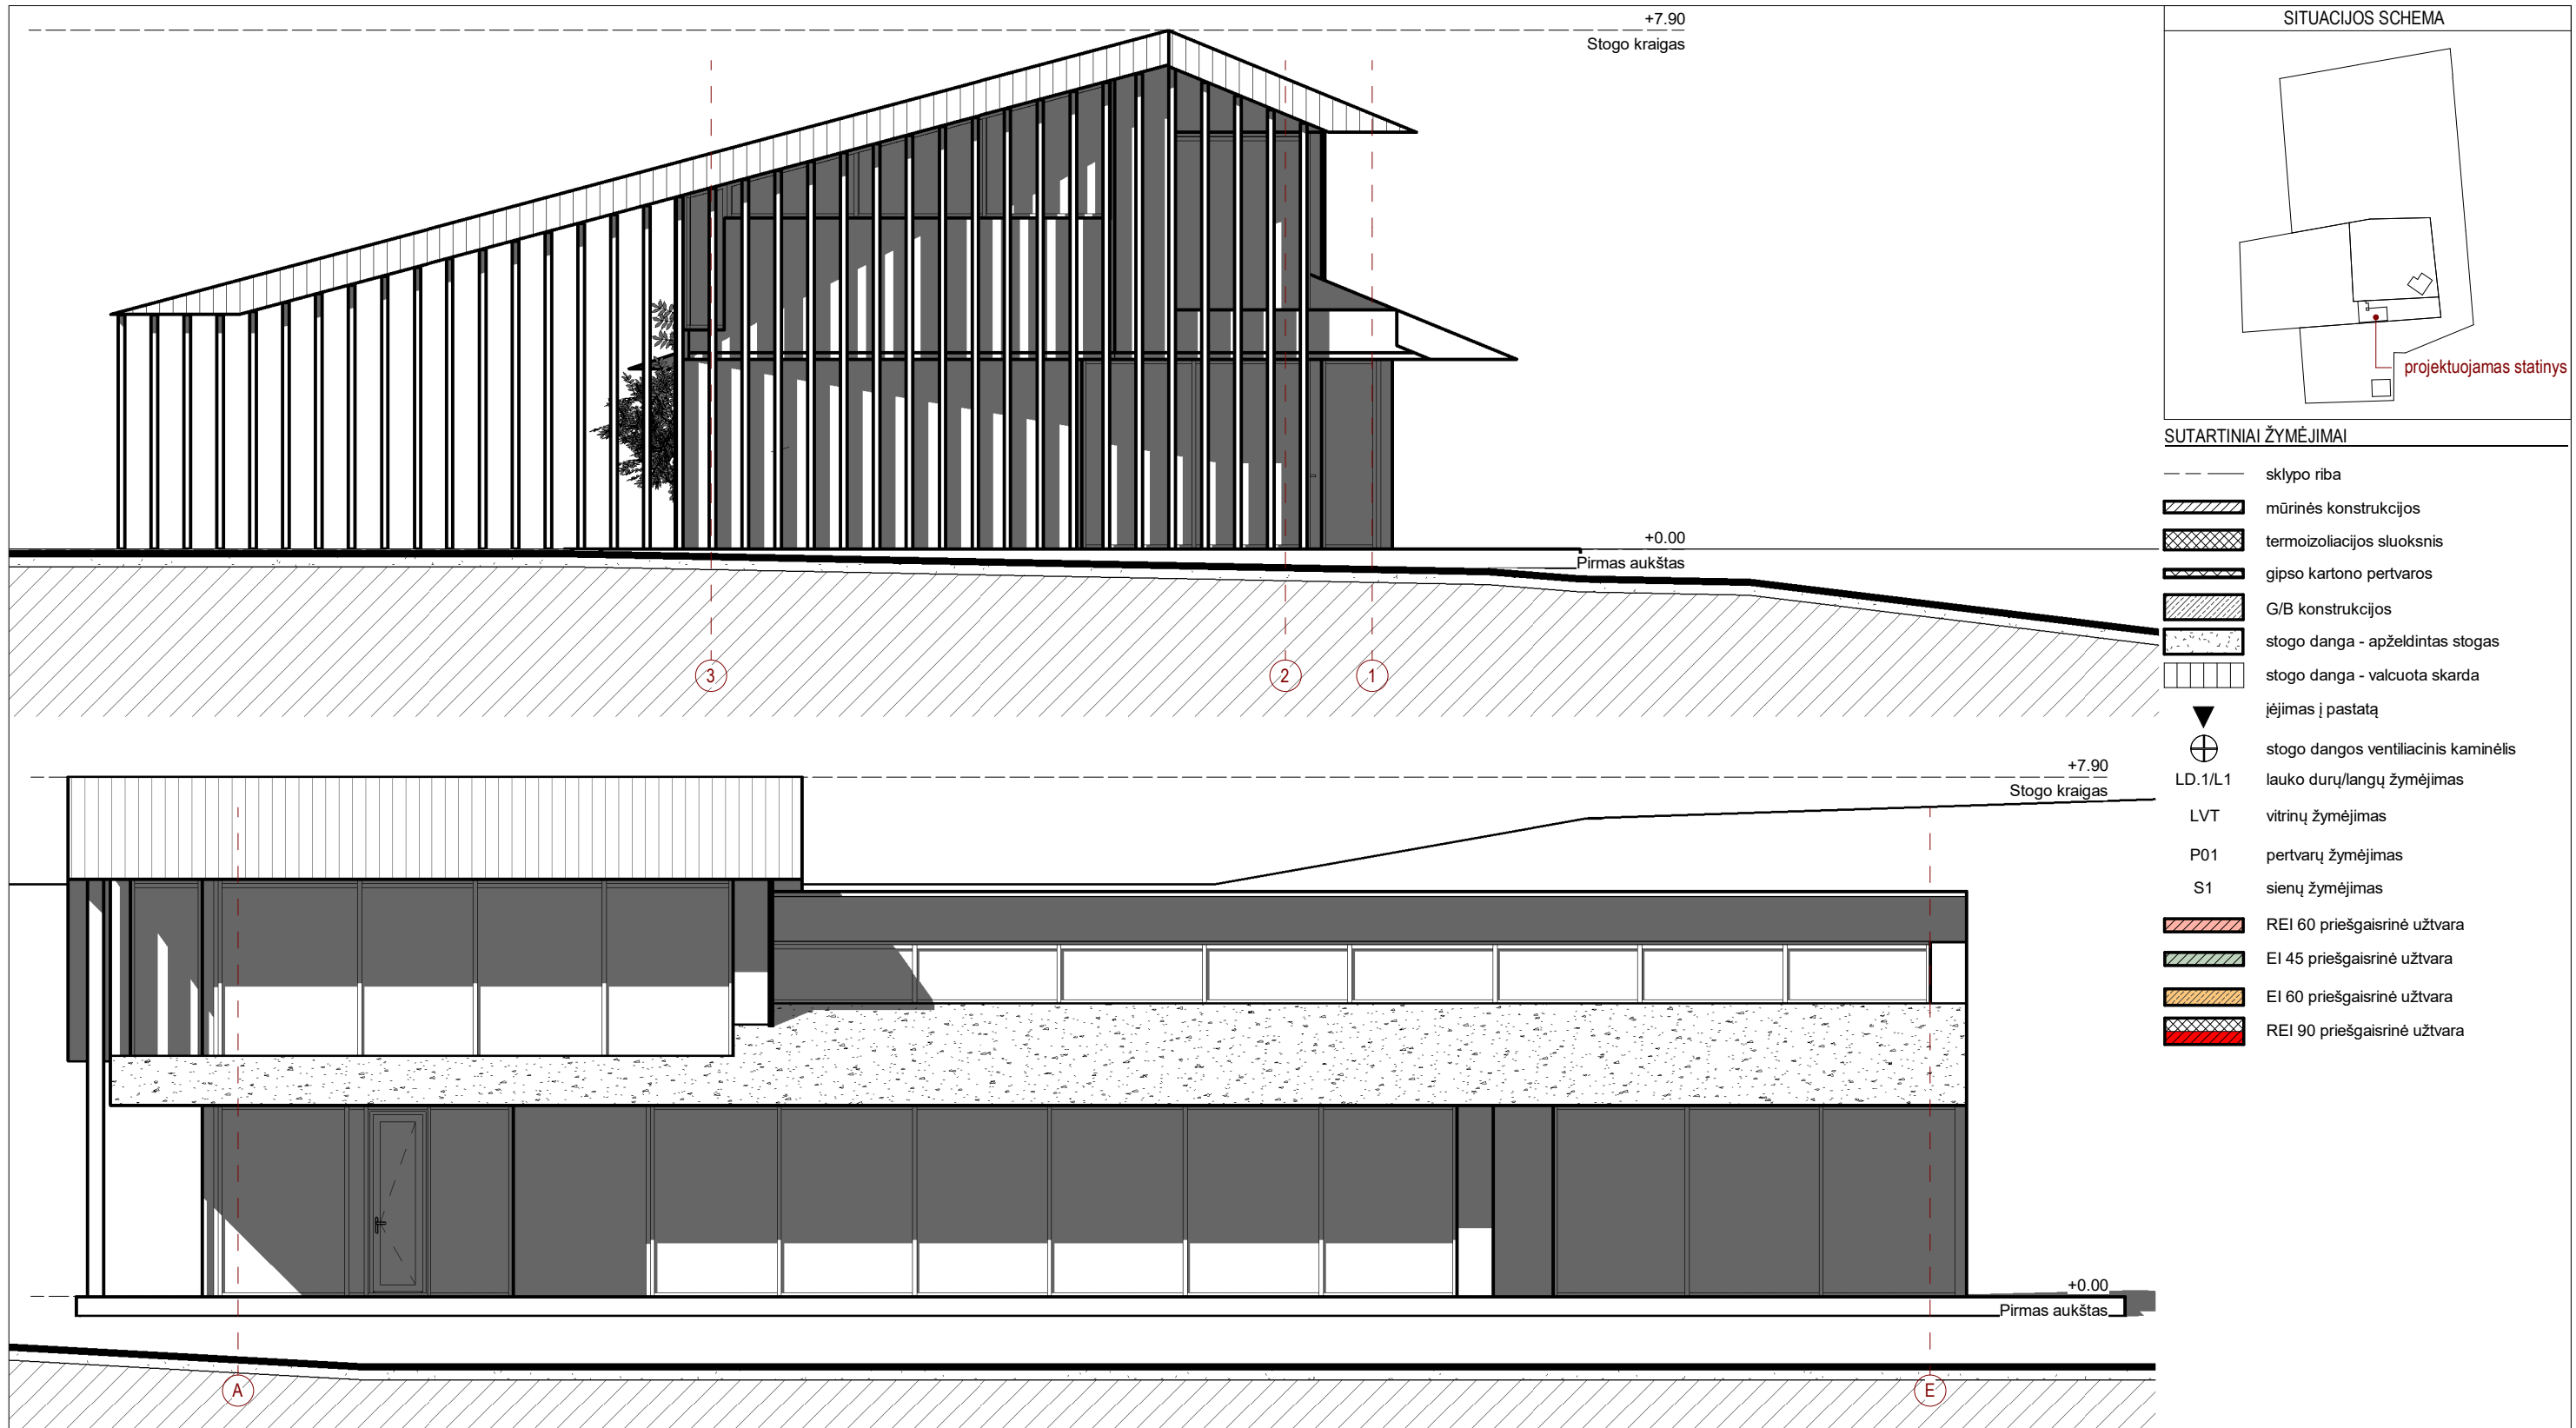 +7.90
Stogo kraigas
+0.00
Pirmas aukštas
3
2
1
+7.90
Stogo kraigas
+0.00
Pirmas aukštas
A
E
SITUACIJOS SCHEMA
projektuojamas statinys
SUTARTINIAI ŽYMĖJIMAI
sklypo riba
mūrinės konstrukcijos
termoizoliacijos sluoksnis
gipso kartono pertvaros
G/B konstrukcijos
stogo danga - apželdintas stogas
stogo danga - valcuota skarda
įėjimas į pastatą
stogo dangos ventiliacinis kaminėlis
LD.1/L1 lauko durų/langų žymėjimas
LVT vitrinų žymėjimas
P01 pertvarų žymėjimas
S1 sienų žymėjimas
REI 60 priešgaisrinė užtvara
EI 45 priešgaisrinė užtvara
EI 60 priešgaisrinė užtvara
REI 90 priešgaisrinė užtvara